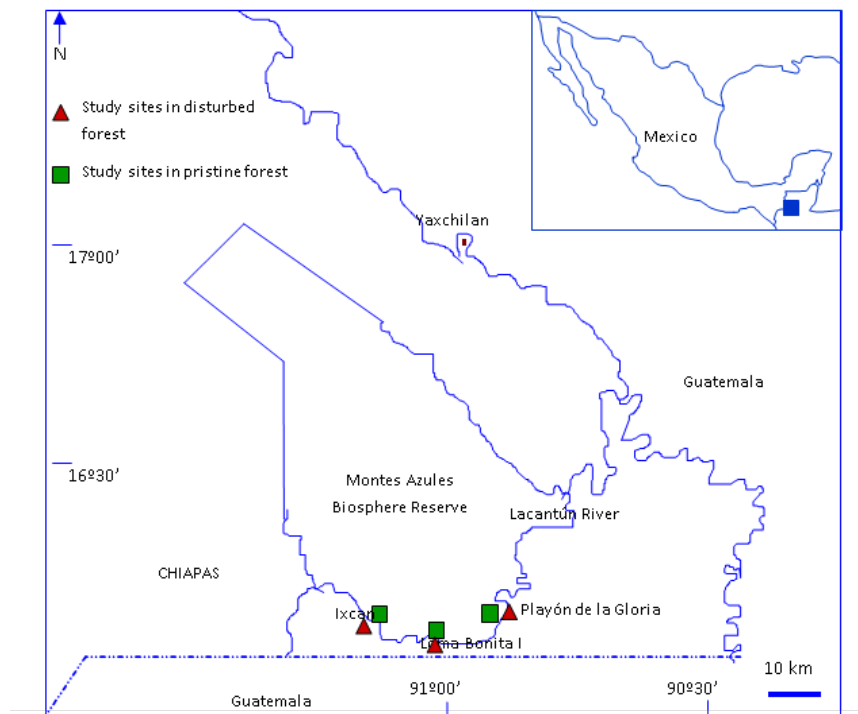 N
Study sites in disturbed
forest
Study sites in pristine forest
Mexico
Yaxchilan
17º00’
Guatemala
16º30’
Montes Azules
Biosphere Reserve
Lacantún River
CHIAPAS
Ixcan
Playón de la Gloria
Loma Bonita I
10 km
91º00’
90º30’
Guatemala